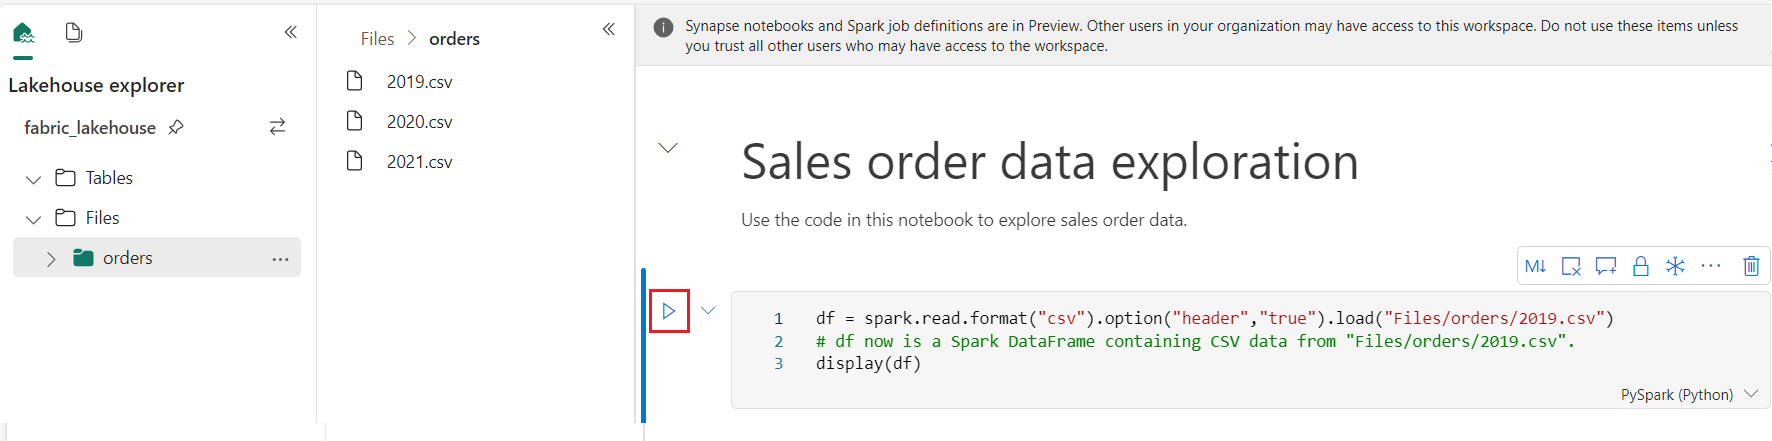 Lakehouse explorer
fabric_lakehouse
Tables
Files
orders
...
Files > orders
2019.csv
2020.csv
2021.csv
Synapse notebooks and Spark job definitions are in Preview. Other users in your organization may have access to this workspace. Do not use these items unless
you trust all other users who may have access to the workspace.
Sales order data exploration
Use the code in this notebook to explore sales order data.
M↓
...
1 df = spark.read.format("csv").option("header","true").load("Files/orders/2019.csv")
2 # df now is a Spark DataFrame containing CSV data from "Files/orders/2019.csv".
3 display(df)
PySpark (Python)